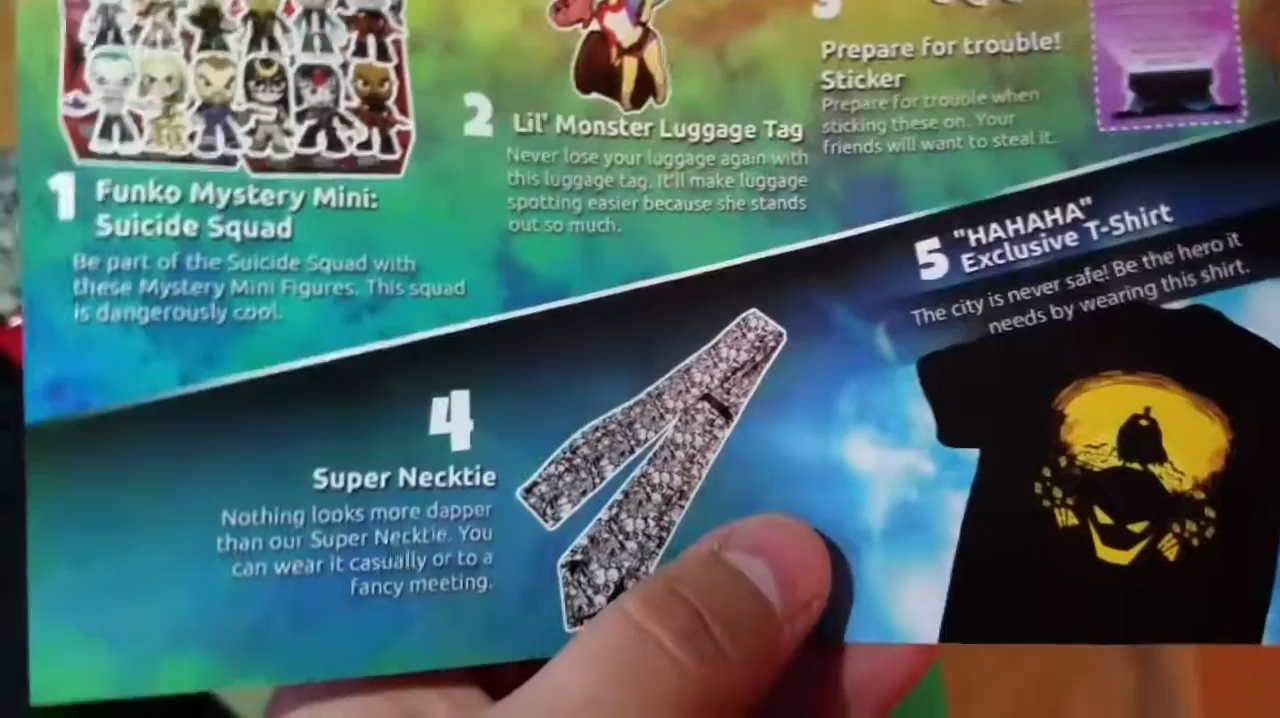 1
Funko Mystery Mini:
Suicide Squad
Be part of the Suicide Squad with
these Mystery Mini Figures. This squad
is dangerously cool.
2
Lil' Monster Luggage Tag
Never lose your luggage again with
this luggage tag. It'll make luggage
spotting easier because she stands
out so much.
3
Prepare for trouble!
Sticker
Prepare for trouble when
sticking these on. Your
friends will want to steal it.
4
Super Necktie
Nothing looks more dapper
than our Super Necktie. You
can wear it casually or to a
fancy meeting.
5
"HAHAHA"
Exclusive T-Shirt
The city is never safe! Be the hero it
needs by wearing this shirt.
HA